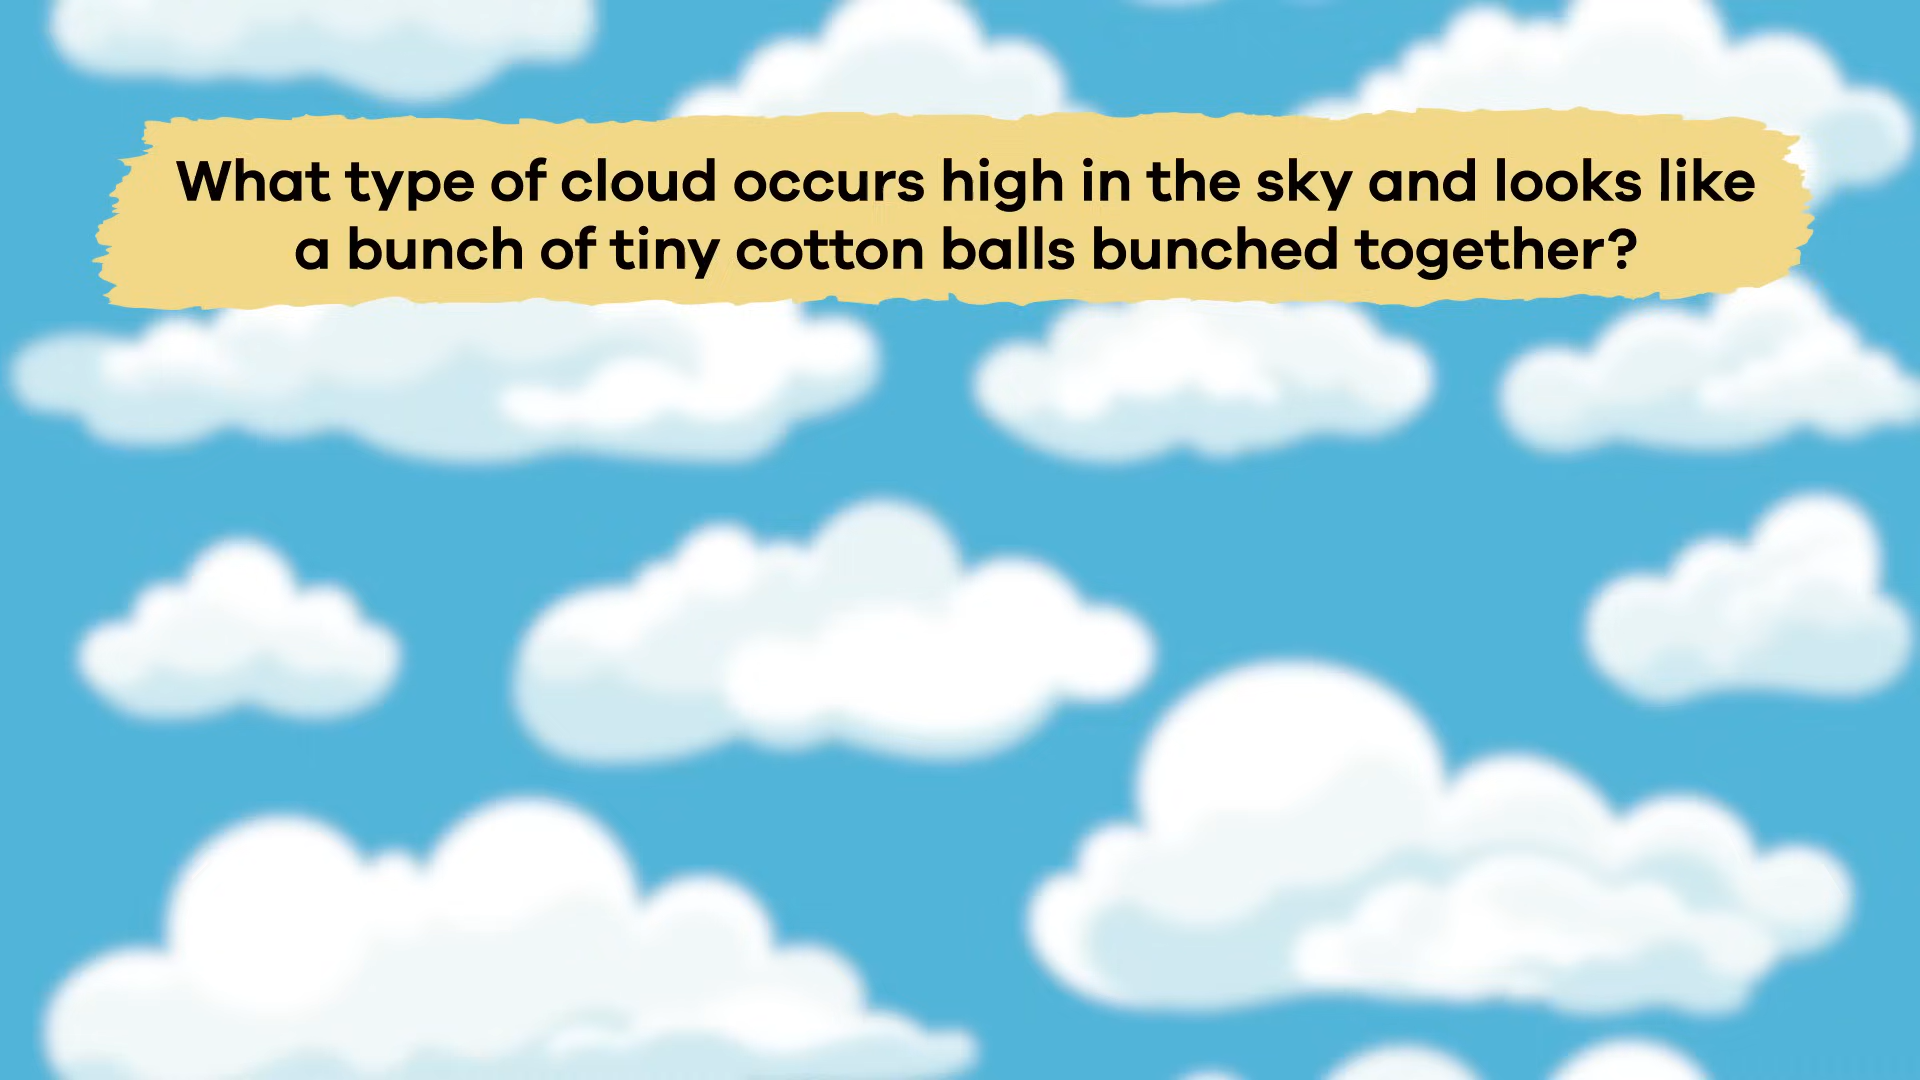 What type of cloud occurs high in the sky and looks like
a bunch of tiny cotton balls bunched together?